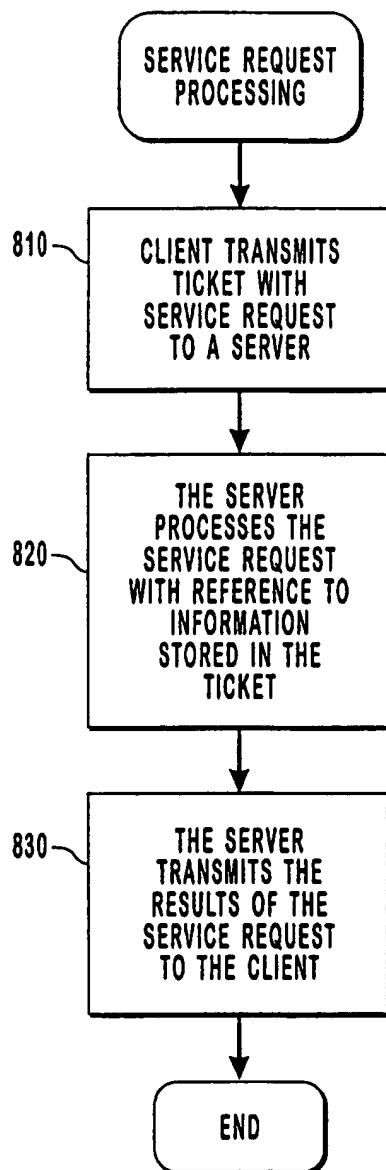 SERVICE REQUEST
PROCESSING
810
CLIENT TRANSMITS
TICKET WITH
SERVICE REQUEST
TO A SERVER
820
THE SERVER
PROCESSES THE
SERVICE REQUEST
WITH REFERENCE TO
INFORMATION
STORED IN THE
TICKET
830
THE SERVER
TRANSMITS THE
RESULTS OF THE
SERVICE REQUEST
TO THE CLIENT
END